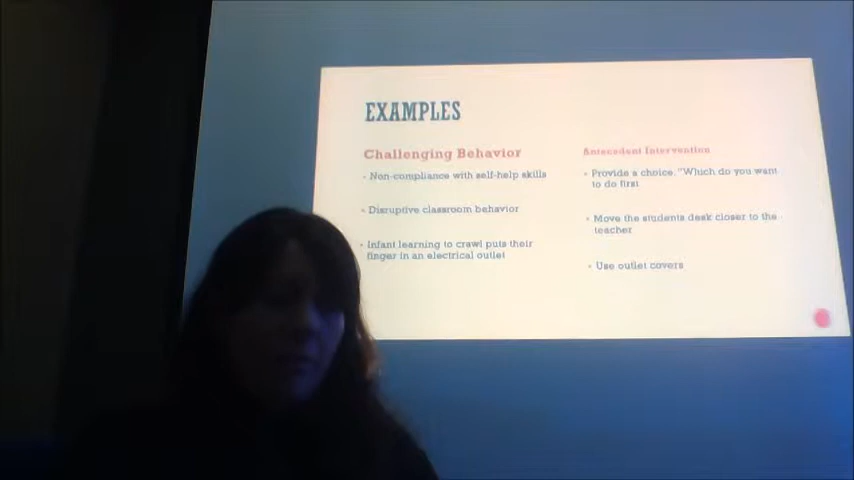 EXAMPLES
Challenging Behavior
• Non-compliance with self-help skills
• Disruptive classroom behavior
• Infant learning to crawl puts their
finger in an electrical outlet
Antecedent Intervention
• Provide a choice. "Which do you want
to do first
• Move the students desk closer to the
teacher
• Use outlet covers